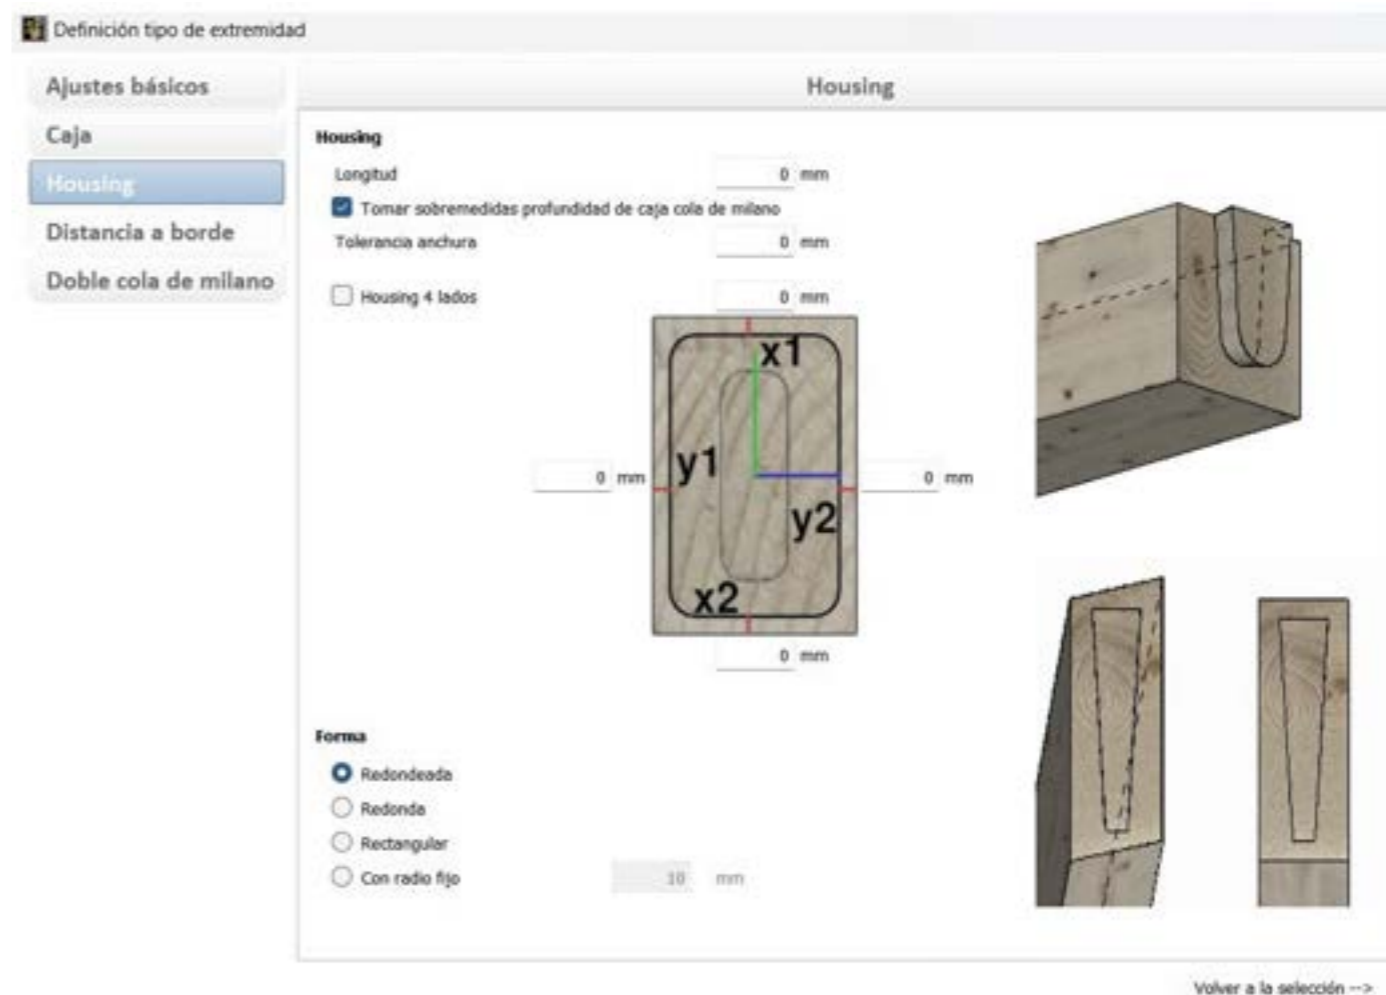 Definición tipo de extremidad
Ajustes básicos
Caja
Housing
Distancia a borde
Doble cola de milano
Housing
Housing
Longitud 0 mm
Tomar sobremedidas profundidad de caja cola de milano
Tolerancia anchura 0 mm
Housing 4 lados 0 mm
x1
0 mm y1 0 mm
y2
x2
0 mm
Forma
Redondeada
Redonda
Rectangular
Con radio fijo 10 mm
Volver a la selección -->